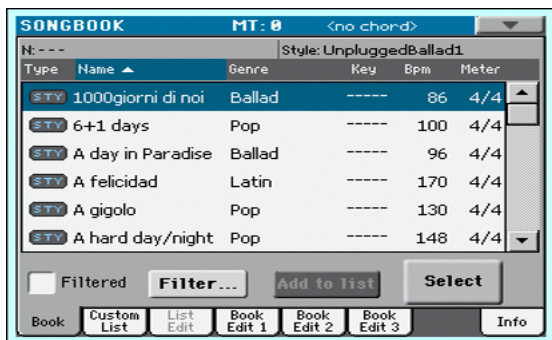 SONGBOOK MT: 0 <no chord>
N: --- Style: UnpluggedBallad1
Type Name Genre Key Bpm Meter
STY 1000giorni di noi Ballad ----- 86 4/4
STY 6+1 days Pop ----- 100 4/4
STY A day in Paradise Ballad ----- 96 4/4
STY A felicidad Latin ----- 170 4/4
STY A gigolo Pop ----- 130 4/4
STY A hard day/night Pop ----- 148 4/4
Filtered Filter... Add to list Select
Book Custom List List Edit Book Edit 1 Book Edit 2 Book Edit 3 Info